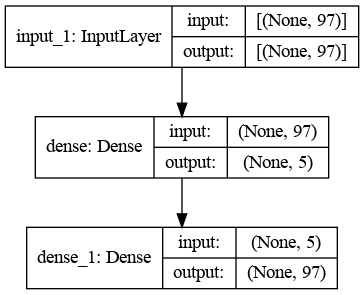 input_1: InputLayer
input: [(None, 97)]
output: [(None, 97)]
dense: Dense
input: (None, 97)
output: (None, 5)
dense_1: Dense
input: (None, 5)
output: (None, 97)